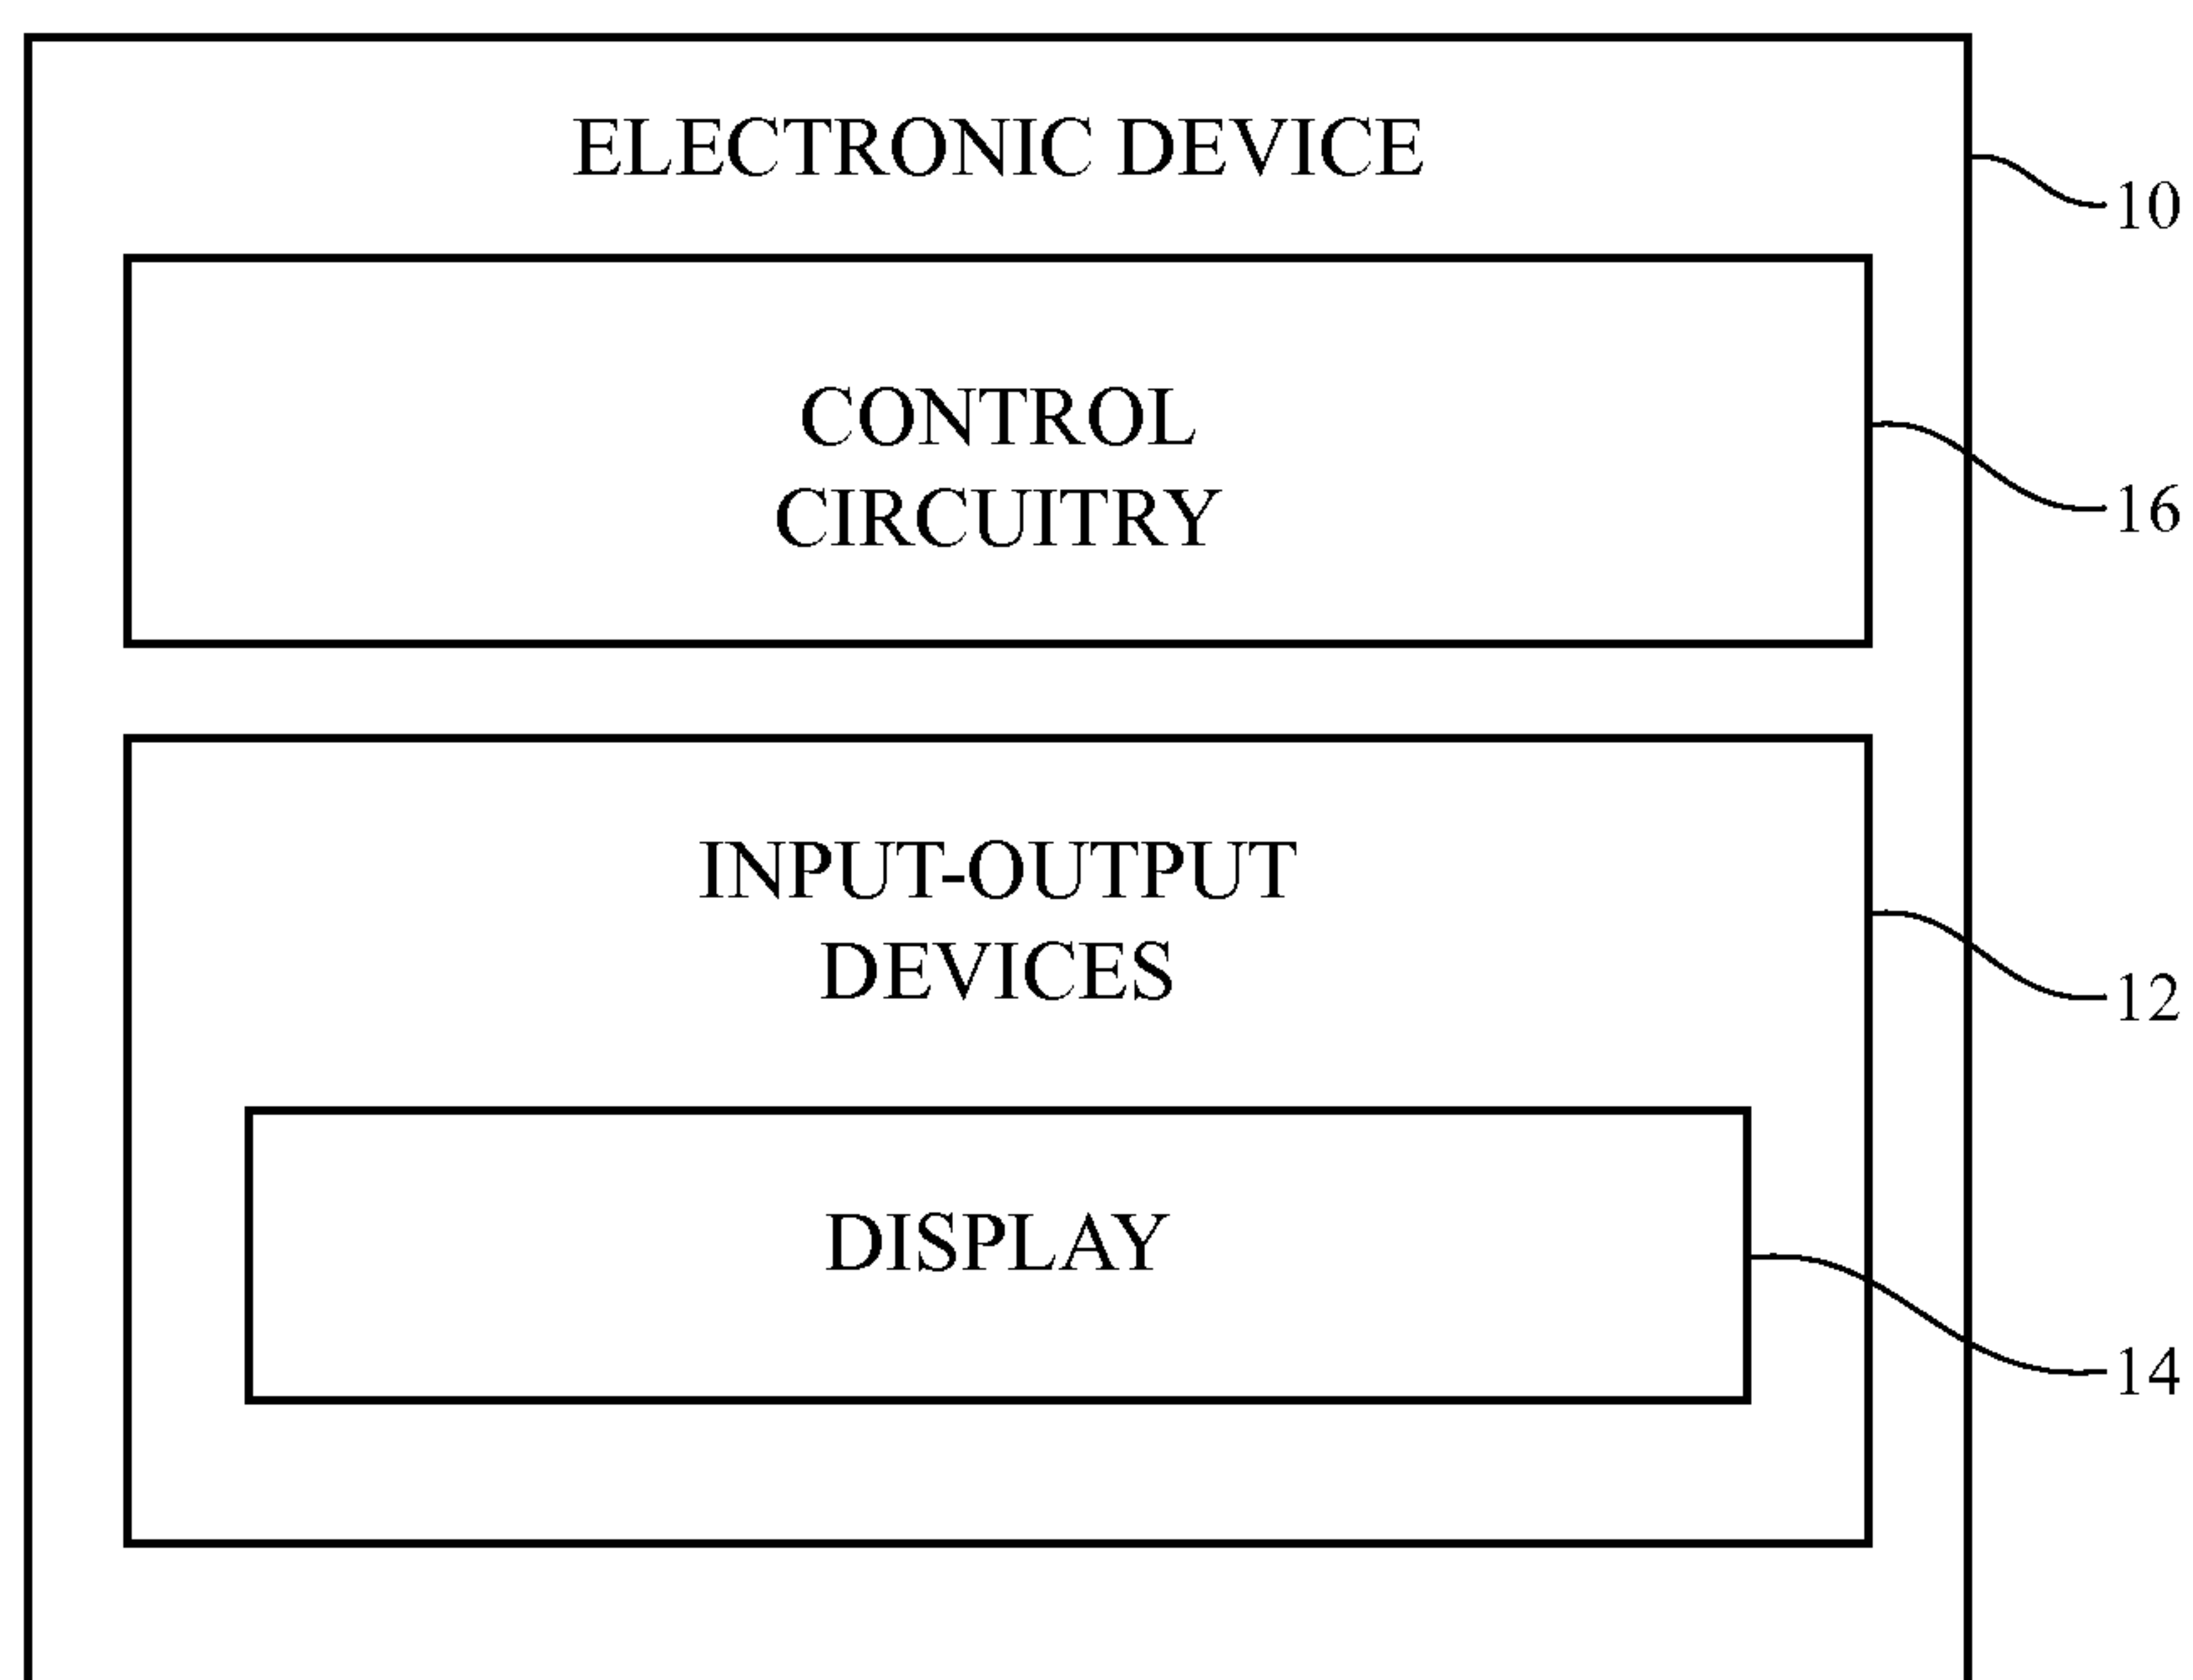 ELECTRONIC DEVICE
10
CONTROL
CIRCUITRY
16
INPUT-OUTPUT
DEVICES
12
DISPLAY
14